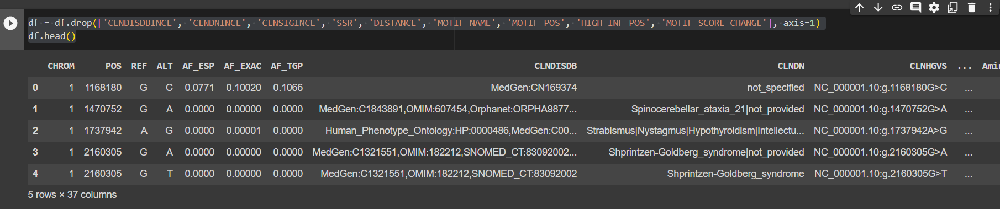 df = df.drop(['CLNDISDBINCL', 'CLNDNINCL', 'CLNSIGINCL', 'SSR', 'DISTANCE', 'MOTIF_NAME', 'MOTIF_POS', 'HIGH_INF_POS', 'MOTIF_SCORE_CHANGE'], axis=1)
df.head()
CHROM POS REF ALT AF_ESP AF_EXAC AF_TGP CLNDISDB CLNDN CLNHGVS ... Ami
0 1 1168180 G C 0.0771 0.10020 0.1066 MedGen:CN169374 not_specified NC_000001.10:g.1168180G>C ...
1 1 1470752 G A 0.0000 0.00000 0.0000 MedGen:C1843891,OMIM:607454,Orphanet:ORPHA9877... Spinocerebellar_ataxia_21|not_provided NC_000001.10:g.1470752G>A ...
2 1 1737942 A G 0.0000 0.00001 0.0000 Human_Phenotype_Ontology:HP:0000486,MedGen:C00... Strabismus|Nystagmus|Hypothyroidism|Intellectu... NC_000001.10:g.1737942A>G ...
3 1 2160305 G A 0.0000 0.00000 0.0000 MedGen:C1321551,OMIM:182212,SNOMED_CT:83092002... Shprintzen-Goldberg_syndrome|not_provided NC_000001.10:g.2160305G>A ...
4 1 2160305 G T 0.0000 0.00000 0.0000 MedGen:C1321551,OMIM:182212,SNOMED_CT:83092002 Shprintzen-Goldberg_syndrome NC_000001.10:g.2160305G>T ...
5 rows × 37 columns